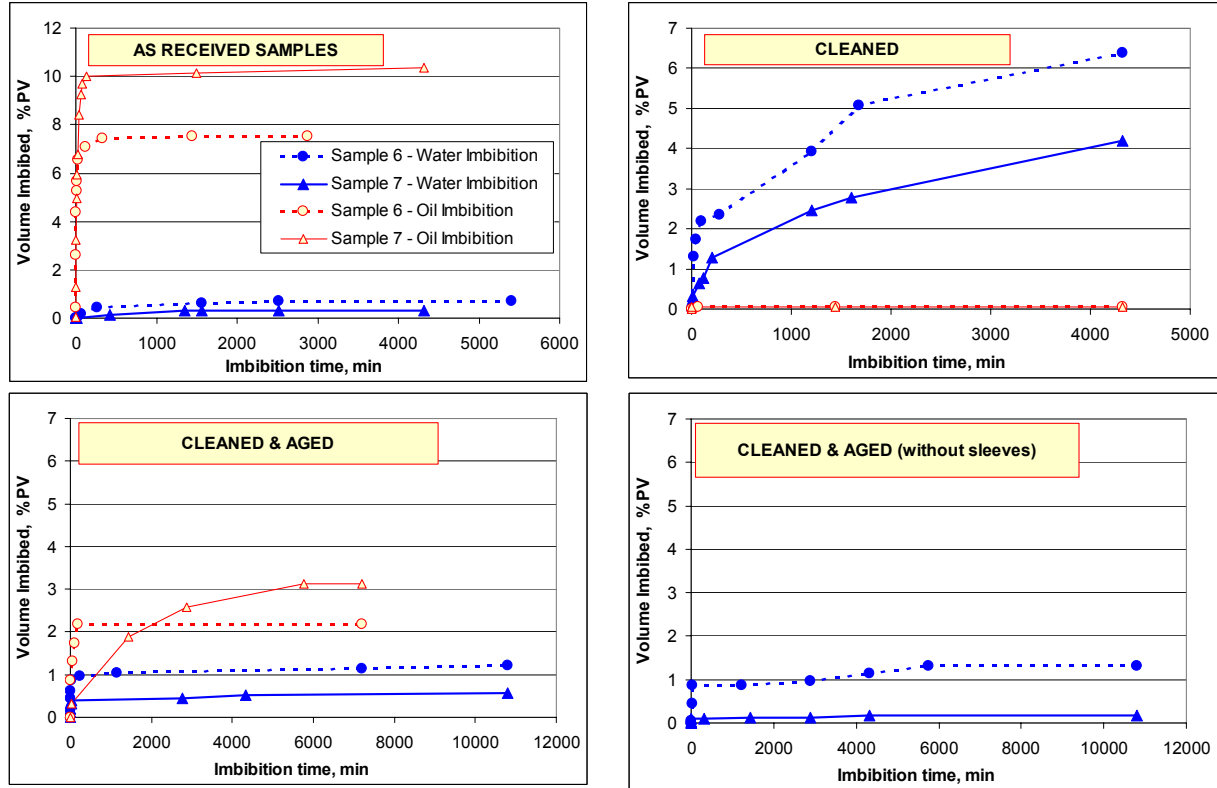 AS RECEIVED SAMPLES
Volume Imbibed, %PV
12
10
8
6
4
2
0
Sample 6 - Water Imbibition
Sample 7 - Water Imbibition
Sample 6 - Oil Imbibition
Sample 7 - Oil Imbibition
0 1000 2000 3000 4000 5000 6000
Imbibition time, min
CLEANED
Volume Imbibed, %PV
7
6
5
4
3
2
1
0
0 1000 2000 3000 4000 5000
Imbibition time, min
CLEANED & AGED
Volume Imbibed, %PV
7
6
5
4
3
2
1
0
0 2000 4000 6000 8000 10000 12000
Imbibition time, min
CLEANED & AGED (without sleeves)
Volume Imbibed, %PV
7
6
5
4
3
2
1
0
0 2000 4000 6000 8000 10000 12000
Imbibition time, min